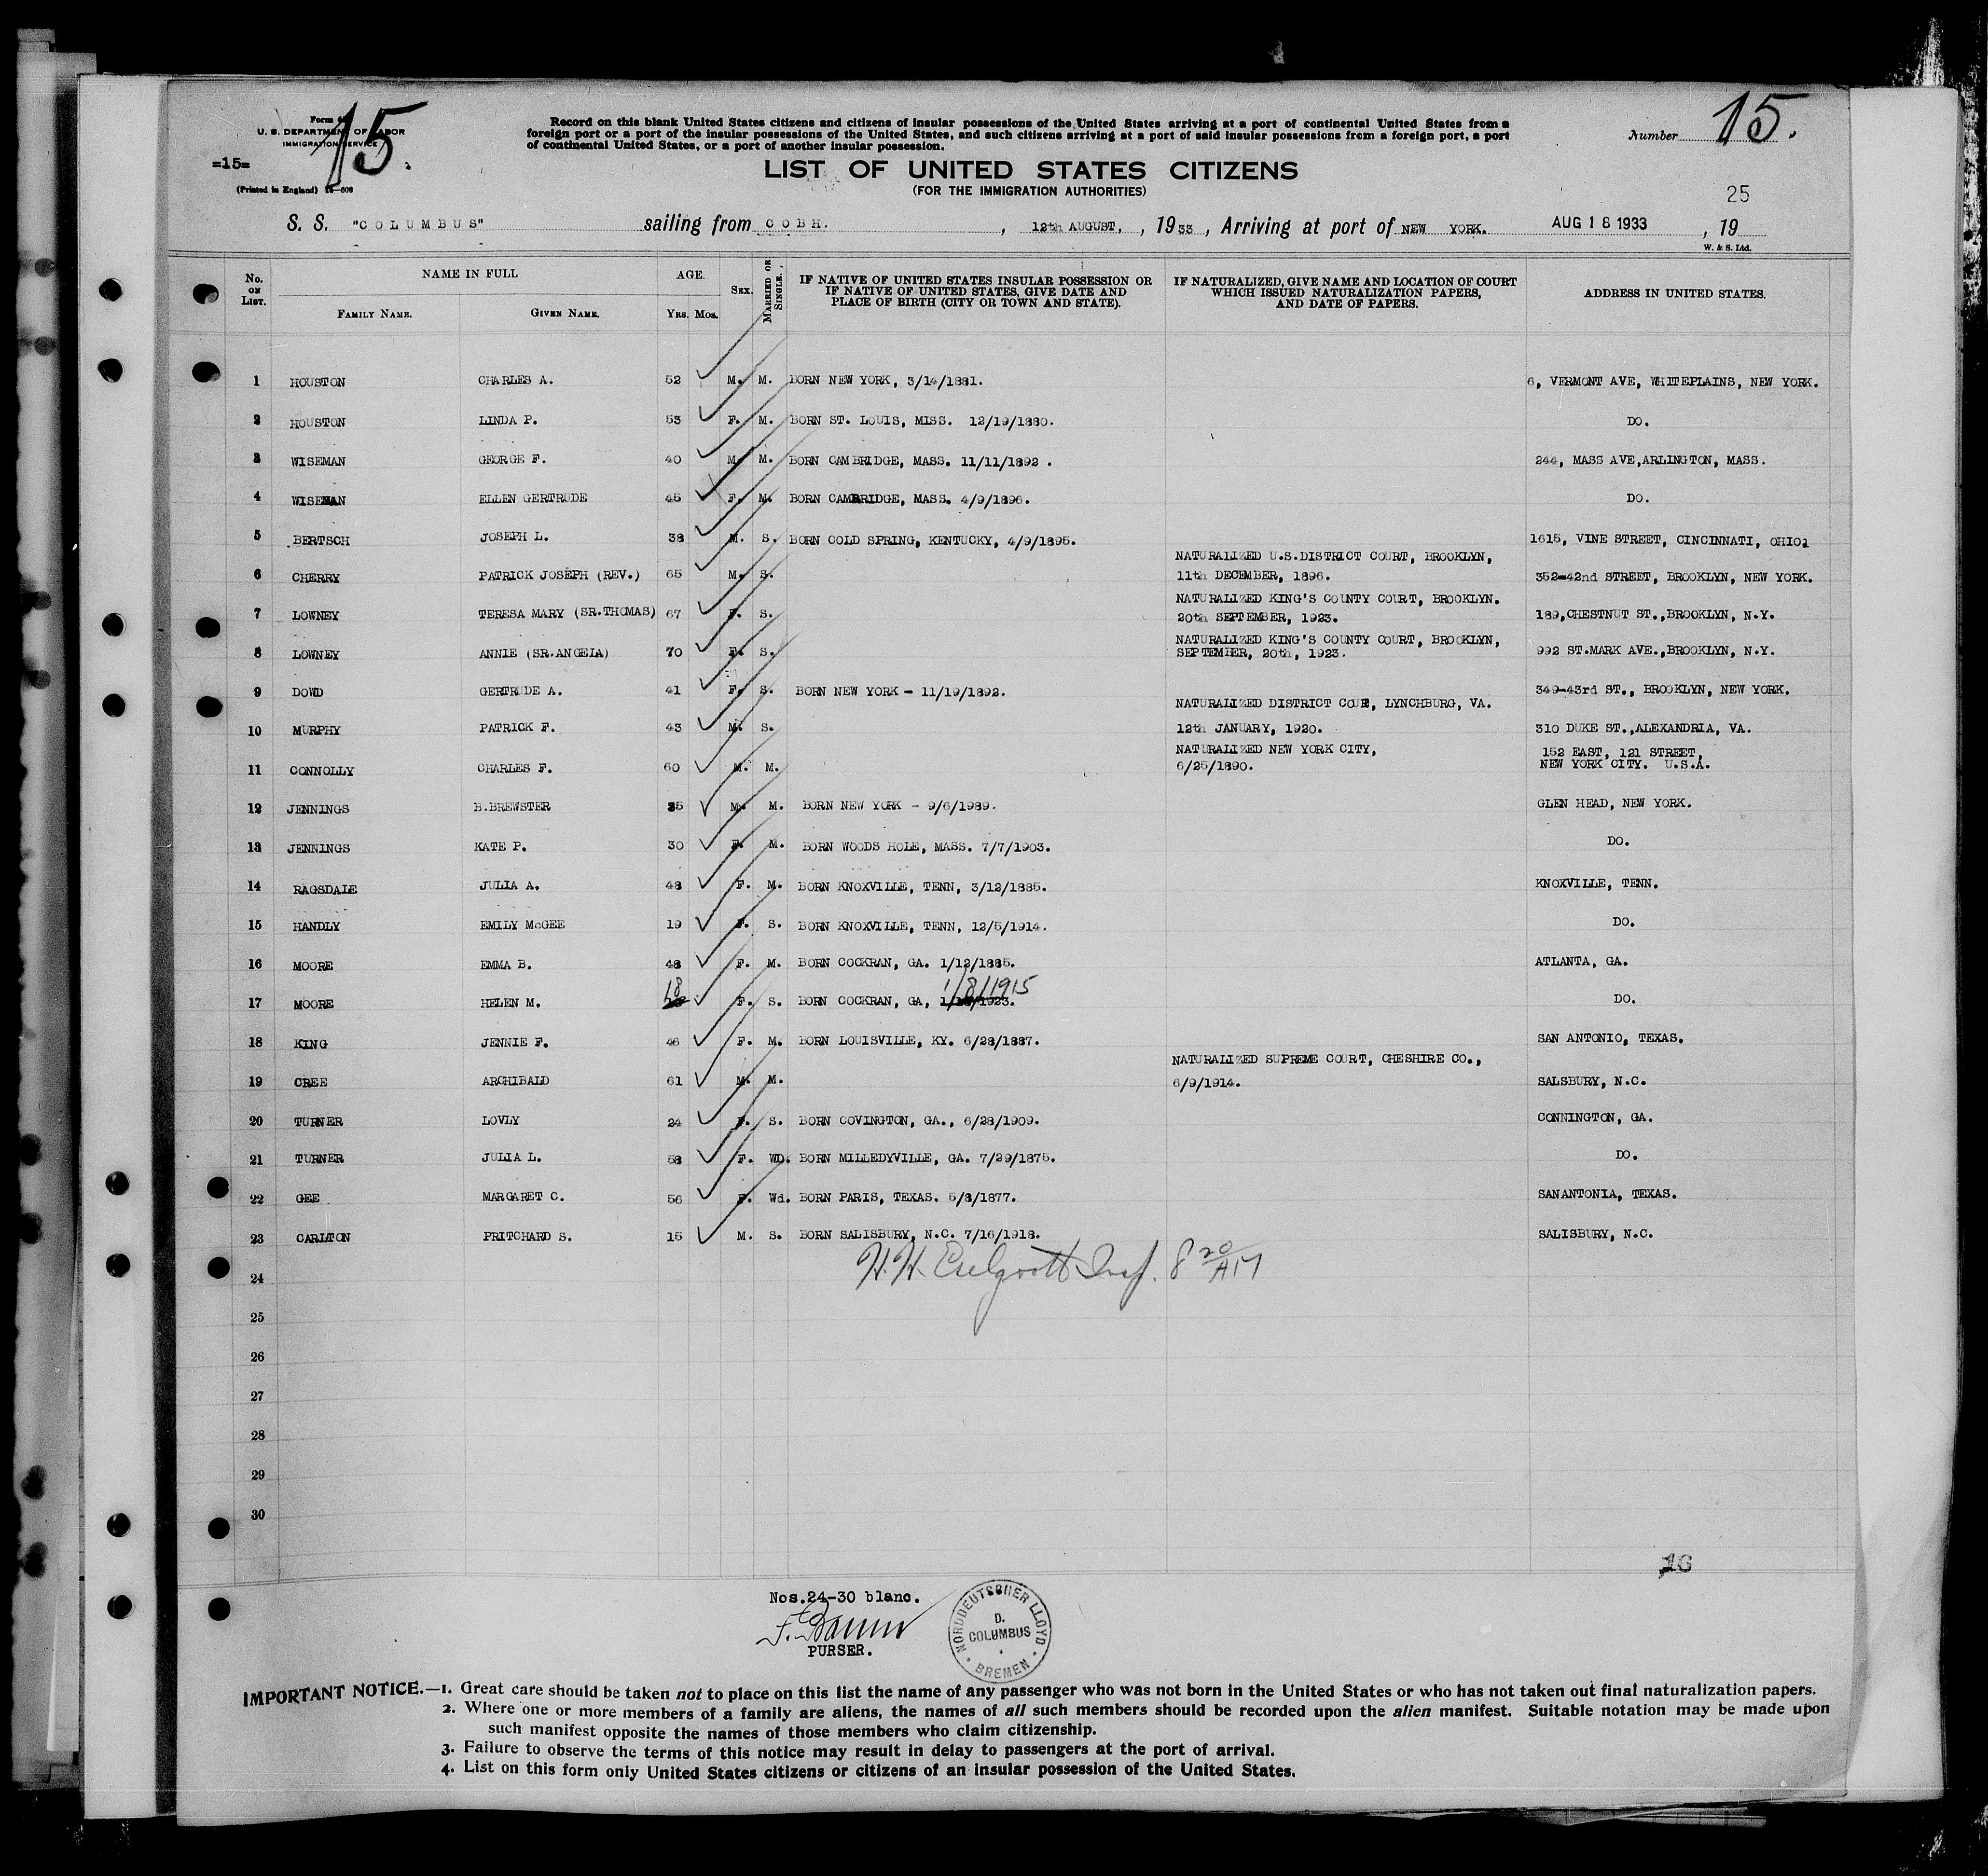 Form 6
U. S. DEPARTMENT OF LABOR
IMMIGRATION SERVICE
15.
=15=
(Printed in England)
Record on this blank United States citizens and citizens of insular possessions of the United States arriving at a port of continental United States from a
foreign port or a port of the insular possessions of the United States, and such citizens arriving at a port of said insular possessions from a foreign port, a port
of continental United States, or a port of another insular possession.
Number 15.
LIST OF UNITED STATES CITIZENS
(FOR THE IMMIGRATION AUTHORITIES)
25
S. S. "COLUMBUS" sailing from COBH. , 12th AUGUST, , 1933 , Arriving at port of NEW YORK. AUG 18 1933 , 19
W. & S. Ltd.
No. ON LIST. NAME IN FULL AGE. SEX. MARRIED OR SINGLE. IF NATIVE OF UNITED STATES INSULAR POSSESSION OR IF NATIVE OF UNITED STATES, GIVE DATE AND PLACE OF BIRTH (CITY OR TOWN AND STATE). IF NATURALIZED, GIVE NAME AND LOCATION OF COURT WHICH ISSUED NATURALIZATION PAPERS, AND DATE OF PAPERS. ADDRESS IN UNITED STATES.
FAMILY NAME. GIVEN NAME. YRS. MOS.
1 HOUSTON CHARLES A. 52 M. M. BORN NEW YORK, 3/14/1881. 6, VERMONT AVE, WHITEPLAINS, NEW YORK.
2 HOUSTON LINDA P. 53 F. M. BORN ST. LOUIS, MISS. 12/19/1880. DO.
3 WISEMAN GEORGE F. 40 M. M. BORN CAMBRIDGE, MASS. 11/11/1892 . 244, MASS AVE,ARLINGTON, MASS.
4 WISEMAN ELLEN GERTRUDE 45 F. M. BORN CAMBRIDGE, MASS. 4/9/1896. DO.
5 BERTSCH JOSEPH L. 38 M. S. BORN COLD SPRING, KENTUCKY, 4/9/1895. 1615, VINE STREET, CINCINNATI, OHIO.
NATURALIZED U.S.DISTRICT COURT, BROOKLYN,
6 CHERRY PATRICK JOSEPH (REV.) 65 M. S. 11th DECEMBER, 1896. 352-42nd STREET, BROOKLYN, NEW YORK.
NATURALIZED KING'S COUNTY COURT, BROOKLYN.
7 LOWNEY TERESA MARY (SR.THOMAS) 67 F. S. 20th SEPTEMBER, 1923. 189,CHESTNUT ST.,BROOKLYN, N.Y.
NATURALIZED KING'S COUNTY COURT, BROOKLYN,
8 LOWNEY ANNIE (SR.ANGELA) 70 F. S. SEPTEMBER, 20th, 1923. 992 ST.MARK AVE.,BROOKLYN, N.Y.
9 DOWD GERTRUDE A. 41 F. S. BORN NEW YORK - 11/19/1892. 349-43rd ST., BROOKLYN, NEW YORK.
NATURALIZED DISTRICT COUR, LYNCHBURG, VA.
10 MURPHY PATRICK F. 43 M. S. 12th JANUARY, 1920. 310 DUKE ST.,ALEXANDRIA, VA.
NATURALIZED NEW YORK CITY, 152 EAST, 121 STREET,
11 CONNOLLY CHARLES F. 60 M. M. 6/25/1890. NEW YORK CITY. U.S.A.
12 JENNINGS B.BREWSTER 35 M. M. BORN NEW YORK - 9/6/1989. GLEN HEAD, NEW YORK.
13 JENNINGS KATE P. 30 F. M. BORN WOODS HOLE, MASS. 7/7/1903. DO.
14 RAGSDALE JULIA A. 48 F. M. BORN KNOXVILLE, TENN, 3/12/1885. KNOXVILLE, TENN.
15 HANDLY EMILY McGEE 19 F. S. BORN KNOXVILLE, TENN, 12/5/1914. DO.
16 MOORE EMMA B. 48 F. M. BORN COCKRAN, GA. 1/12/1885. ATLANTA, GA.
17 MOORE HELEN M. 18 F. S. BORN COCKRAN, GA, 1/8/1915 DO.
18 KING JENNIE F. 46 F. M. BORN LOUISVILLE, KY. 6/28/1887. SAN ANTONIO, TEXAS.
NATURALIZED SUPREME COURT, CHESHIRE CO.,
19 CREE ARCHIBALD 61 M. M. 6/9/1914. SALSBURY, N.C.
20 TURNER LOVLY 24 F. S. BORN COVINGTON, GA., 6/28/1909. CONNINGTON, GA.
21 TURNER JULIA L. 58 F. WD. BORN MILLEDYVILLE, GA. 7/29/1875. DO.
22 GEE MARGARET C. 56 F. Wd. BORN PARIS, TEXAS. 5/8/1877. SANANTONIA, TEXAS.
23 CARLTON PRITCHARD S. 15 M. S. BORN SALISBURY, N.C. 7/16/1918. SALISBURY, N.C.
24 H.H. Insp. 8 20 AM
25
26
27
28
29
30
16
Nos.24-30 blanc.
PURSER.
NORDDEUTSCHER LLOYD
D.
COLUMBUS
BREMEN
IMPORTANT NOTICE.—1. Great care should be taken not to place on this list the name of any passenger who was not born in the United States or who has not taken out final naturalization papers.
2. Where one or more members of a family are aliens, the names of all such members should be recorded upon the alien manifest. Suitable notation may be made upon
such manifest opposite the names of those members who claim citizenship.
3. Failure to observe the terms of this notice may result in delay to passengers at the port of arrival.
4. List on this form only United States citizens or citizens of an insular possession of the United States.